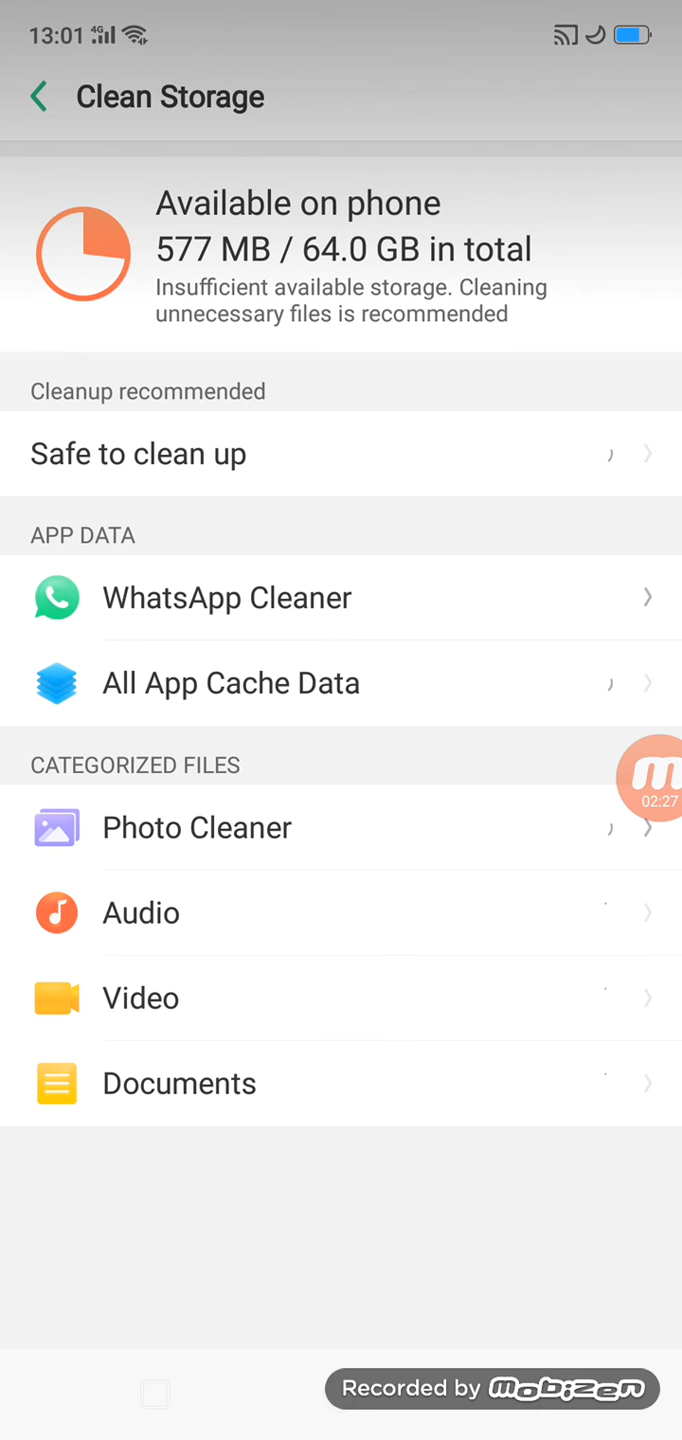 13:01 4G
Clean Storage
Available on phone
577 MB / 64.0 GB in total
Insufficient available storage. Cleaning
unnecessary files is recommended
Cleanup recommended
Safe to clean up
APP DATA
WhatsApp Cleaner
All App Cache Data
CATEGORIZED FILES
m
02:27
Photo Cleaner
Audio
Video
Documents
Recorded by mobizen